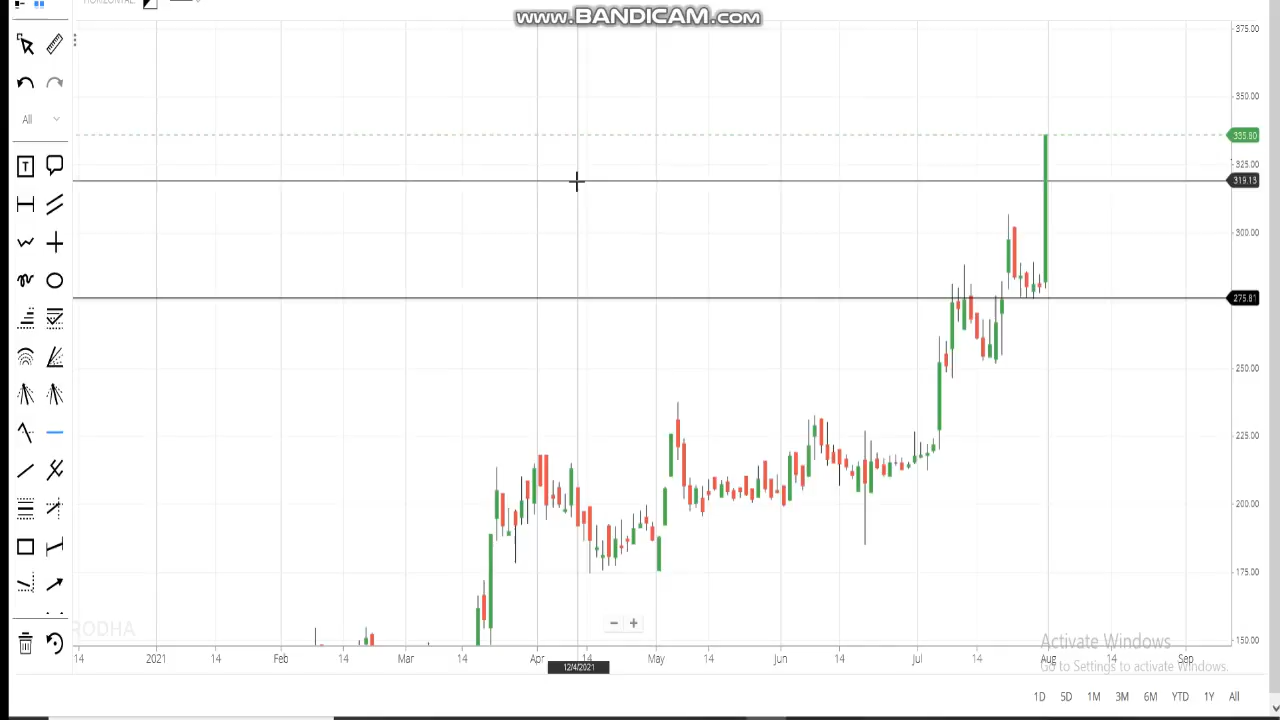 HORIZONTAL
www.BANDICAM.com
All
T
375.00
350.00
335.80
325.00
319.13
300.00
275.81
250.00
225.00
200.00
175.00
150.00
RODHA
14 2021 14 Feb 14 Mar 14 Apr 14 May 14 Jun 14 Jul 14 Aug 14 Sep
12/4/2021
Activate Windows
Go to Settings to activate Windows.
1D 5D 1M 3M 6M YTD 1Y All